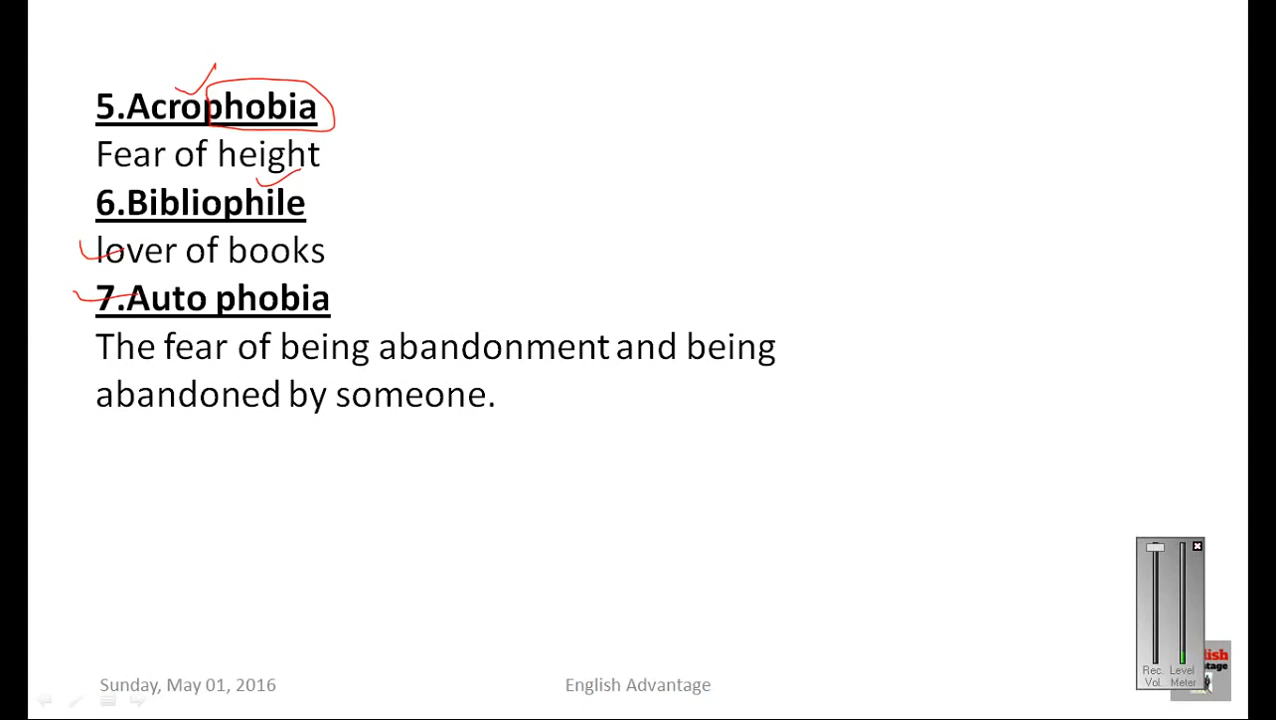 5.Acrophobia
Fear of height
6.Bibliophile
lover of books
7.Auto phobia
The fear of being abandonment and being
abandoned by someone.
Rec. Level
Vol. Meter
Sunday, May 01, 2016 English Advantage